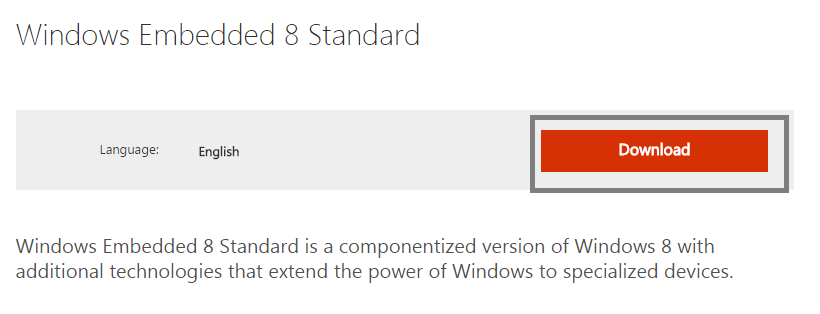 Windows Embedded 8 Standard
Language: English Download
Windows Embedded 8 Standard is a componentized version of Windows 8 with
additional technologies that extend the power of Windows to specialized devices.